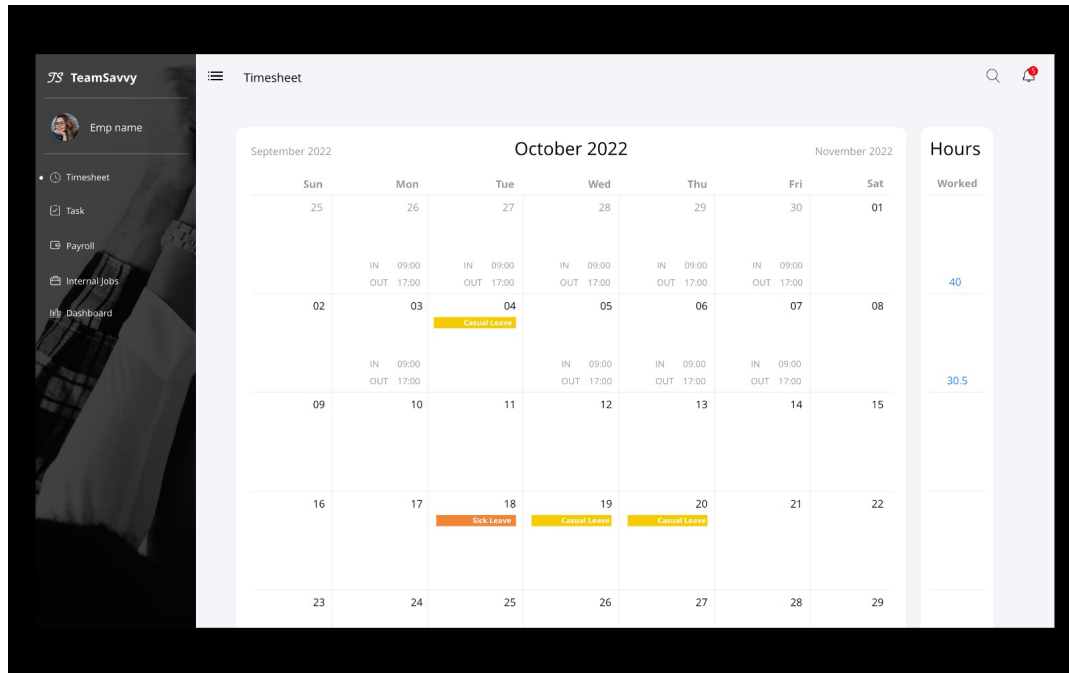 TS TeamSavvy
Timesheet
5
Emp name
Timesheet
Task
Payroll
Internal Jobs
Dashboard
September 2022 October 2022 November 2022
Sun Mon Tue Wed Thu Fri Sat
25 26 27 28 29 30 01
IN 09:00 IN 09:00 IN 09:00 IN 09:00 IN 09:00
OUT 17:00 OUT 17:00 OUT 17:00 OUT 17:00 OUT 17:00
02 03 04 05 06 07 08
Casual Leave
IN 09:00 IN 09:00 IN 09:00 IN 09:00
OUT 17:00 OUT 17:00 OUT 17:00 OUT 17:00
09 10 11 12 13 14 15
16 17 18 19 20 21 22
Sick Leave Casual Leave Casual Leave
23 24 25 26 27 28 29
Hours
Worked
40
30.5